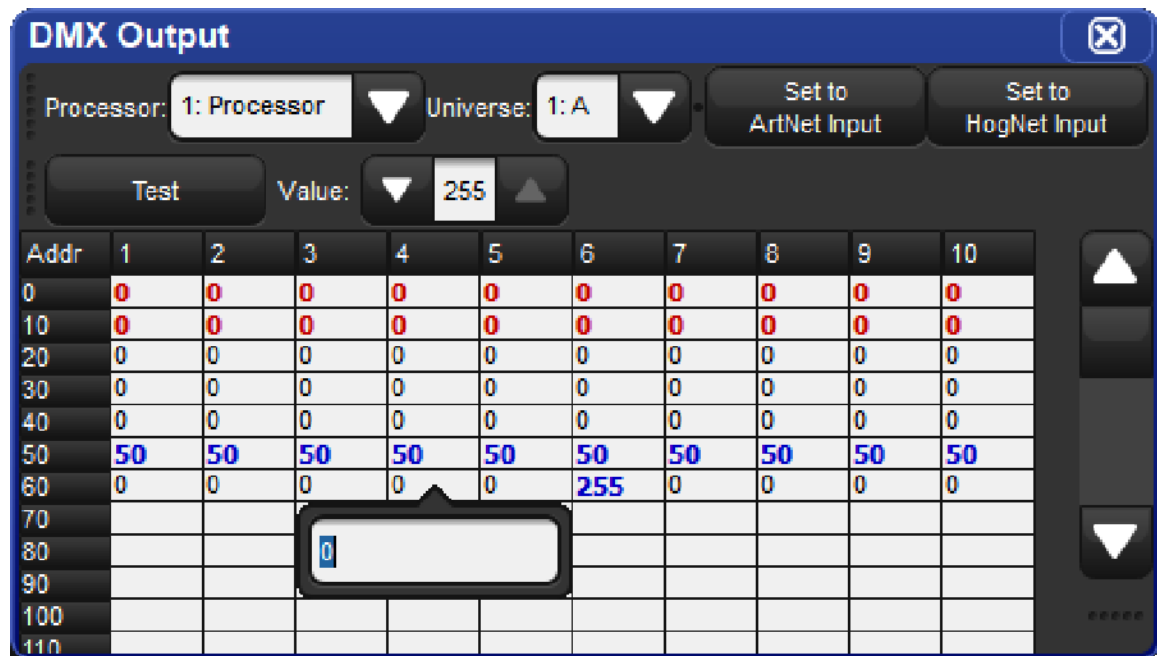 DMX Output
Processor: 1: Processor Universe: 1: A Set to ArtNet Input Set to HogNet Input
Test Value: 255
Addr 1 2 3 4 5 6 7 8 9 10
0 0 0 0 0 0 0 0 0 0 0
10 0 0 0 0 0 0 0 0 0 0
20 0 0 0 0 0 0 0 0 0 0
30 0 0 0 0 0 0 0 0 0 0
40 0 0 0 0 0 0 0 0 0 0
50 50 50 50 50 50 50 50 50 50 50
60 0 0 0 0 0 255 0 0 0 0
70
80 0
90
100
110